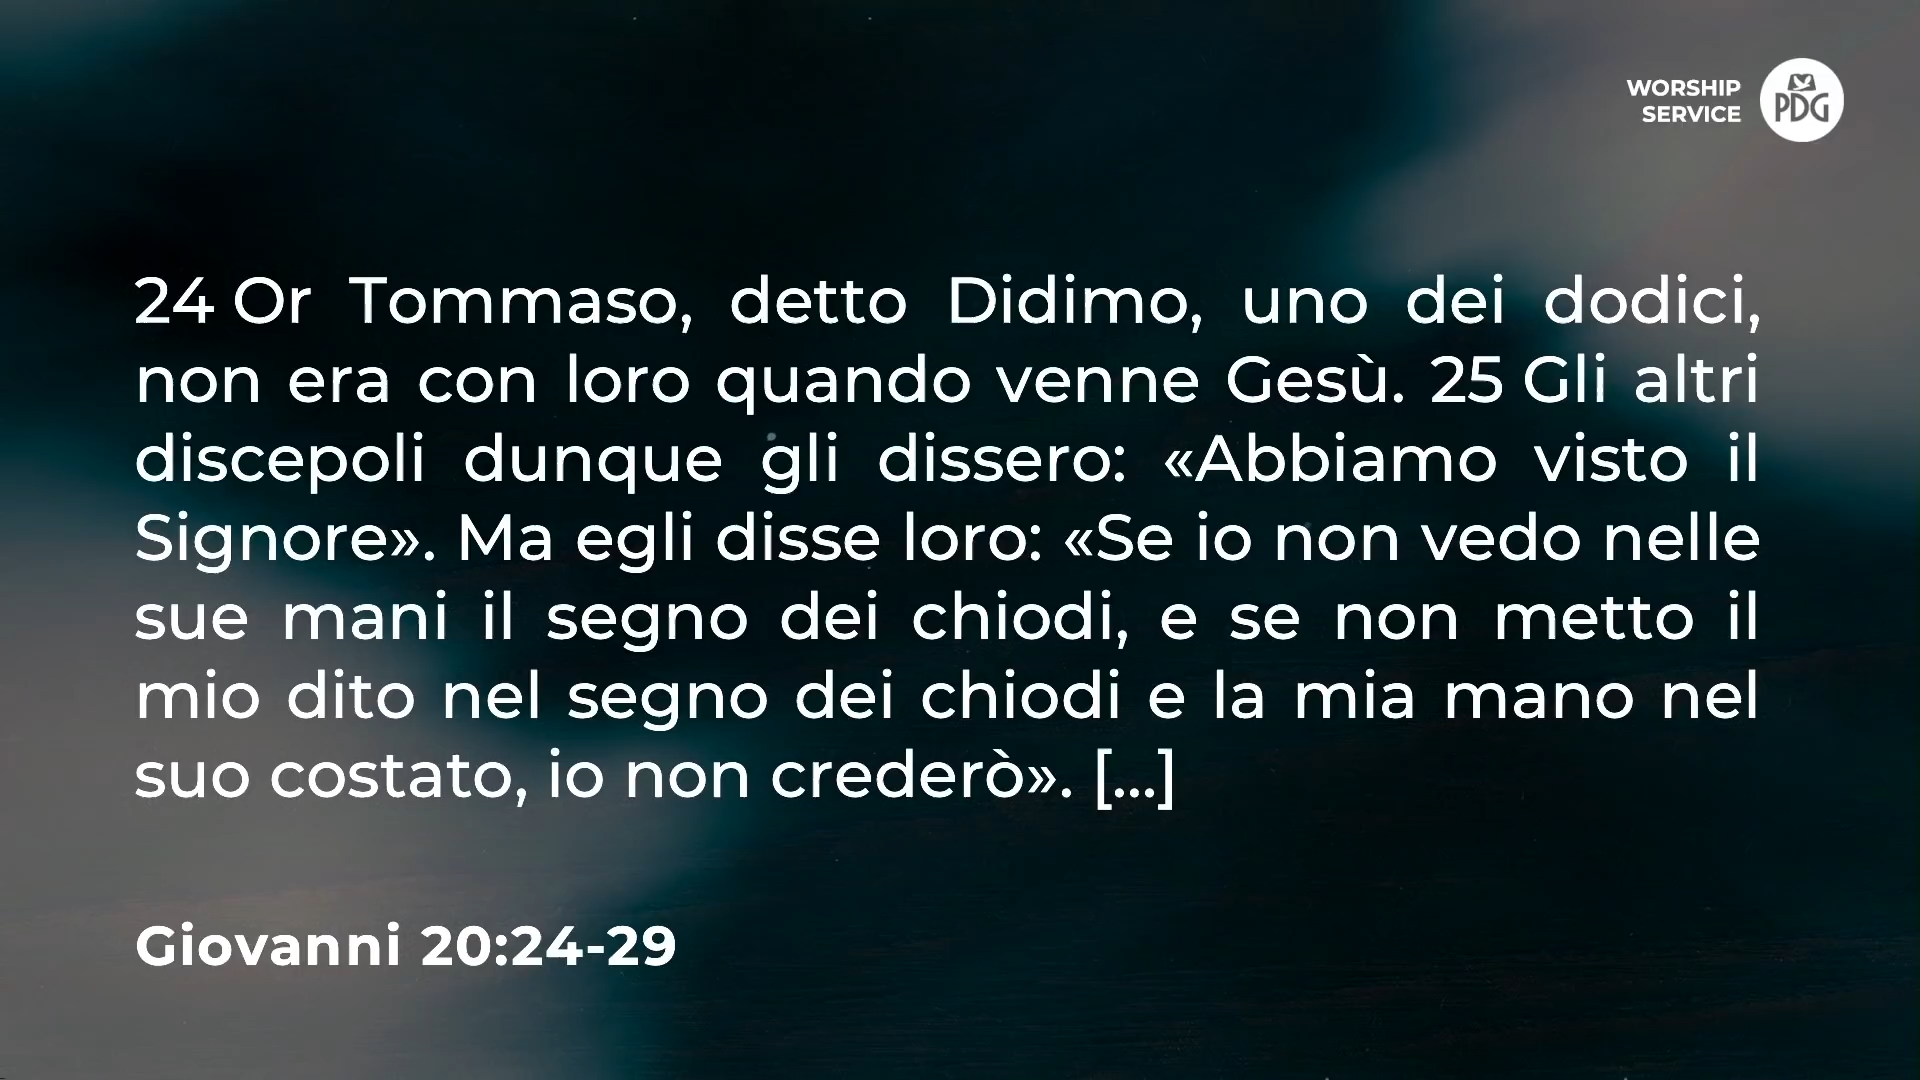 WORSHIP
SERVICE
PDG
24 Or Tommaso, detto Didimo, uno dei dodici,
non era con loro quando venne Gesù. 25 Gli altri
discepoli dunque gli dissero: «Abbiamo visto il
Signore». Ma egli disse loro: «Se io non vedo nelle
sue mani il segno dei chiodi, e se non metto il
mio dito nel segno dei chiodi e la mia mano nel
suo costato, io non crederò». [...]
Giovanni 20:24-29